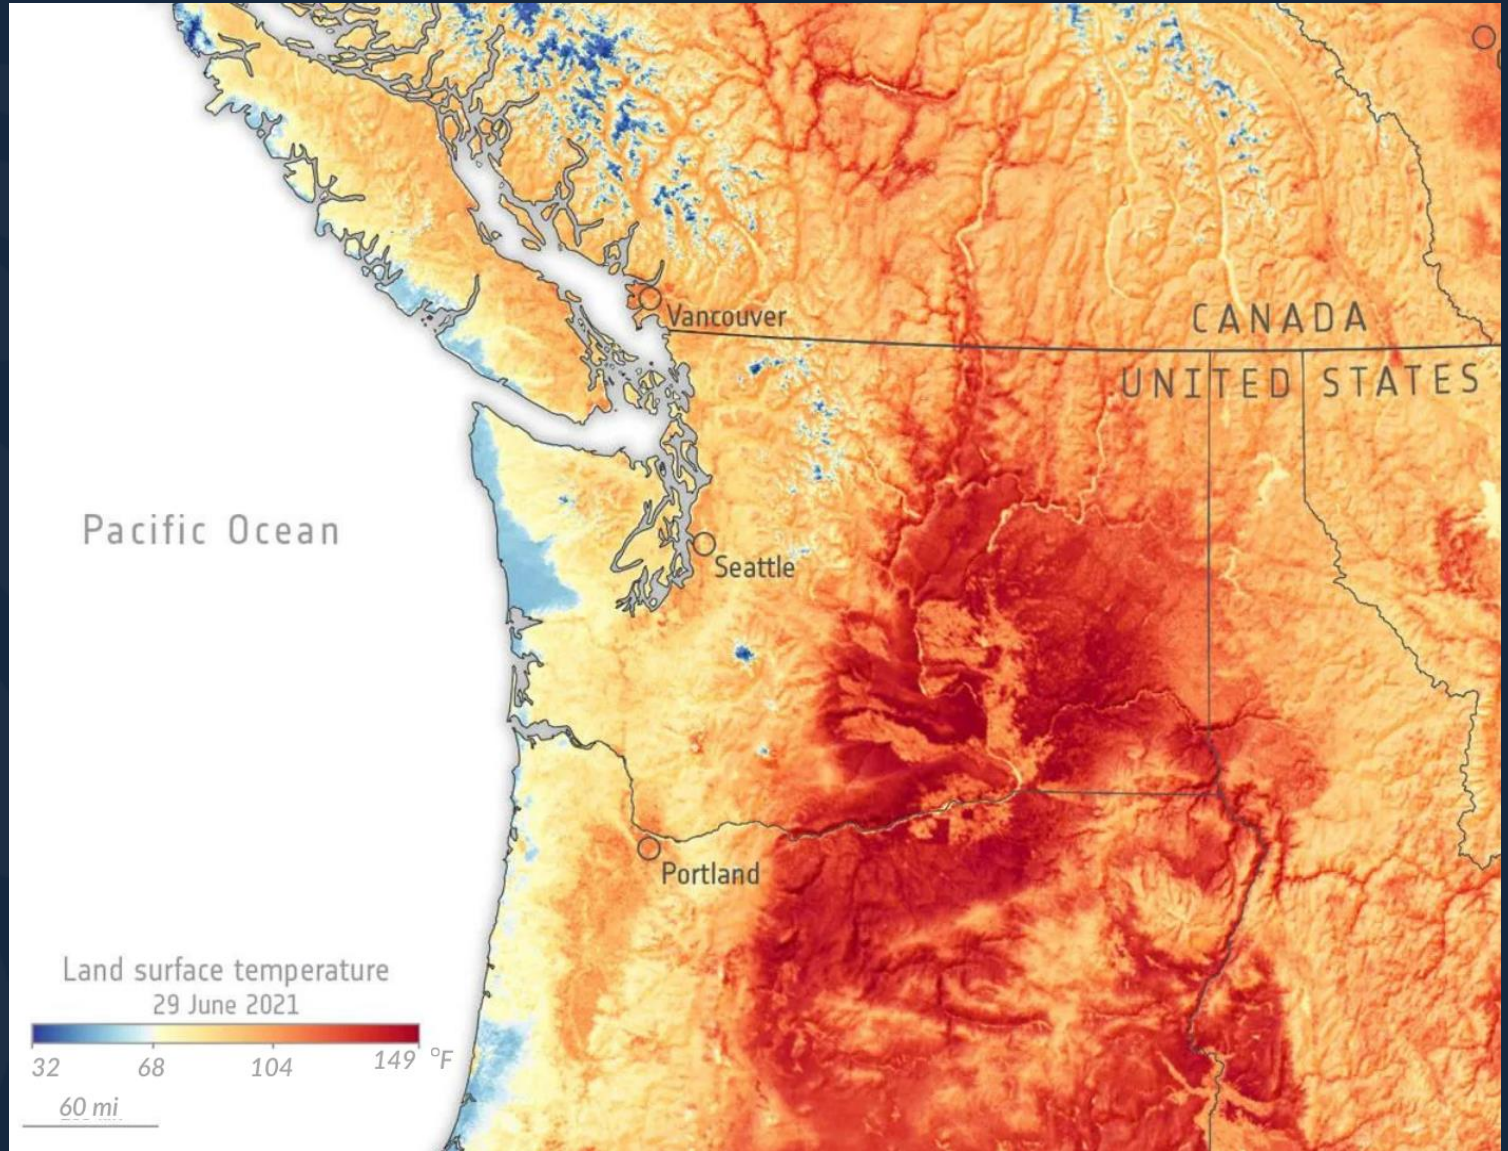 Vancouver
CANADA
UNITED STATES
Pacific Ocean
Seattle
Portland
Land surface temperature
29 June 2021
32 68 104 149 °F
60 mi